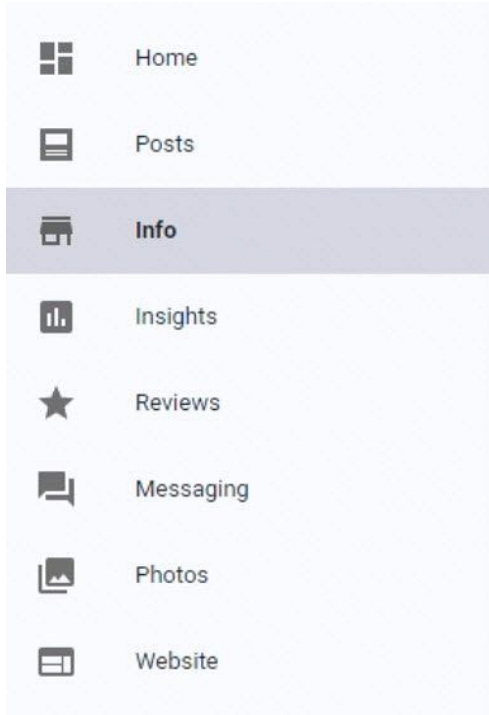 Home
Posts
Info
Insights
Reviews
Messaging
Photos
Website